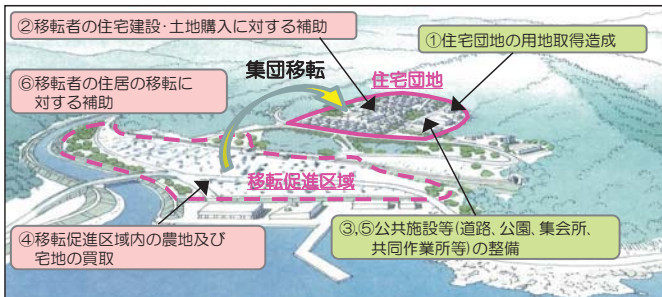 ②移転者の住宅建設・土地購入に対する補助
①住宅団地の用地取得造成
集団移転
住宅団地
⑥移転者の住居の移転に
対する補助
移転促進区域
④移転促進区域内の農地及び
宅地の買取
③,⑤公共施設等(道路、公園、集会所、
共同作業所等)の整備